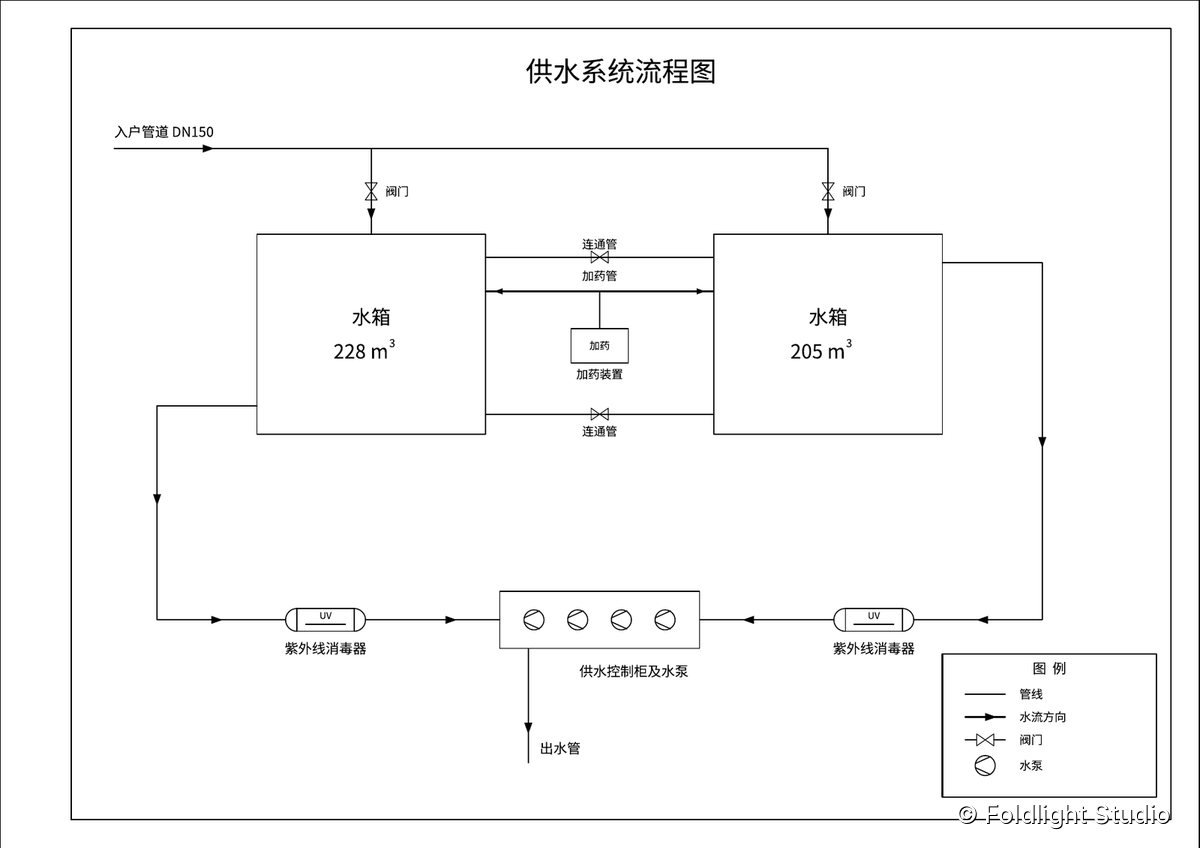 供水系统流程图
入户管道 DN150
阀门
阀门
连通管
加药管
水箱
228 m³
水箱
205 m³
加药
加药装置
连通管
UV
UV
紫外线消毒器
紫外线消毒器
供水控制柜及水泵
出水管
图 例
管线
水流方向
阀门
水泵
© Foldlight Studio